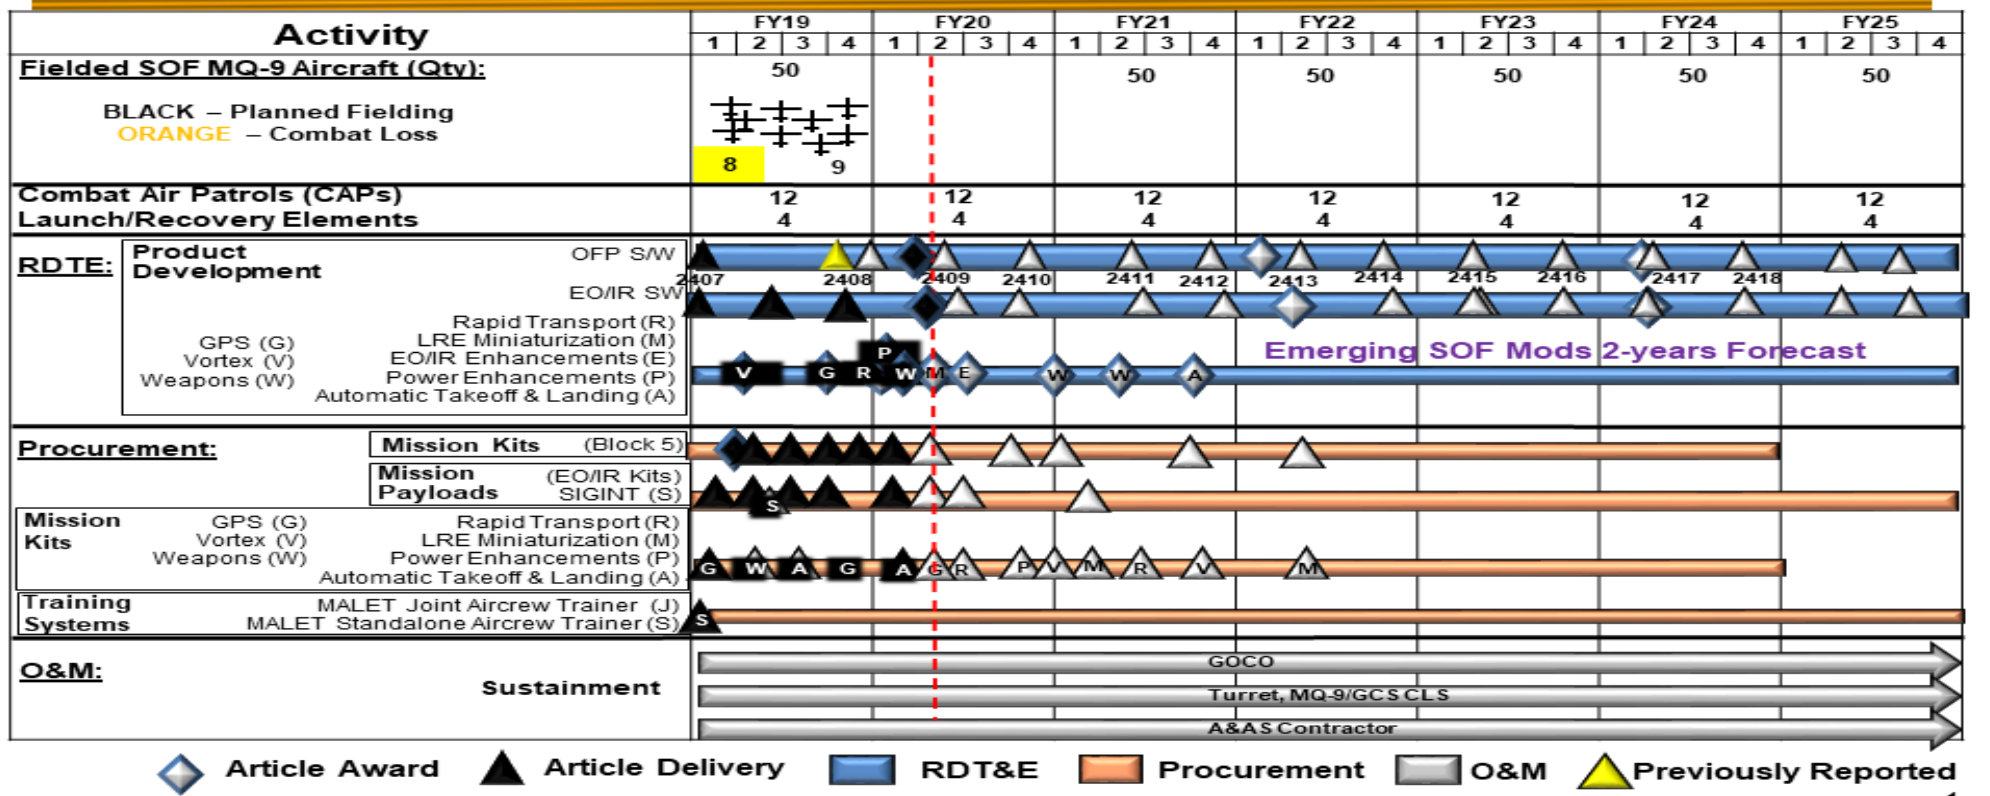 Activity
FY19 FY20 FY21 FY22 FY23 FY24 FY25
1 2 3 4 1 2 3 4 1 2 3 4 1 2 3 4 1 2 3 4 1 2 3 4 1 2 3 4
Fielded SOF MQ-9 Aircraft (Qty):
50 50 50 50 50 50
BLACK – Planned Fielding
ORANGE – Combat Loss
8 9
Combat Air Patrols (CAPs)
12 12 12 12 12 12 12
Launch/Recovery Elements
4 4 4 4 4 4 4
RDTE:
Product
Development
OFP S/W
2407 2408 2409 2410 2411 2412 2413 2414 2415 2416 2417 2418
EO/IR SW
Rapid Transport (R)
GPS (G) LRE Miniaturization (M)
Vortex (V) EO/IR Enhancements (E)
Weapons (W) Power Enhancements (P)
Automatic Takeoff & Landing (A)
P
V G R W M E W W A
Emerging SOF Mods 2-years Forecast
Procurement:
Mission Kits (Block 5)
Mission
Payloads
(EO/IR Kits)
SIGINT (S)
S
Mission
Kits
GPS (G) Rapid Transport (R)
Vortex (V) LRE Miniaturization (M)
Weapons (W) Power Enhancements (P)
Automatic Takeoff & Landing (A)
G W A G A G R P V M R V M
Training
Systems
MALET Joint Aircrew Trainer (J)
MALET Standalone Aircrew Trainer (S)
S
O&M:
Sustainment
GOCO
Turret, MQ-9/GCS CLS
A&AS Contractor
Article Award Article Delivery RDT&E Procurement O&M Previously Reported